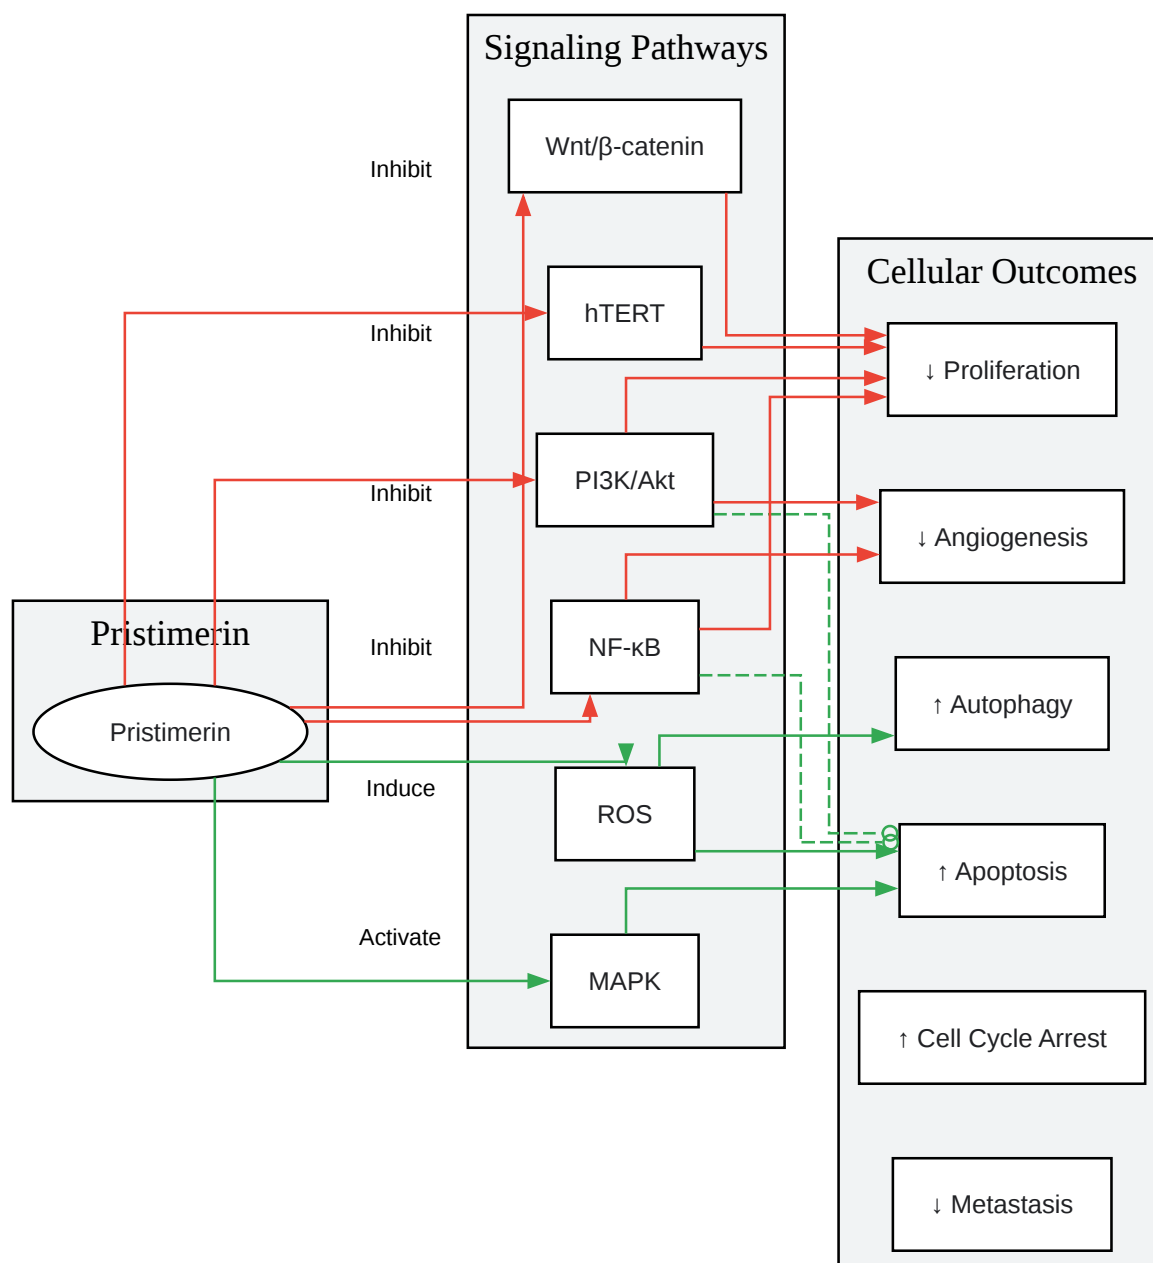 Signaling Pathways
Wnt/β-catenin
Inhibit
Cellular Outcomes
hTERT
Inhibit
↓ Proliferation
PI3K/Akt
Inhibit
↓ Angiogenesis
Pristimerin
Inhibit
NF-κB
↑ Autophagy
Pristimerin
Induce
ROS
↑ Apoptosis
Activate
MAPK
↑ Cell Cycle Arrest
↓ Metastasis